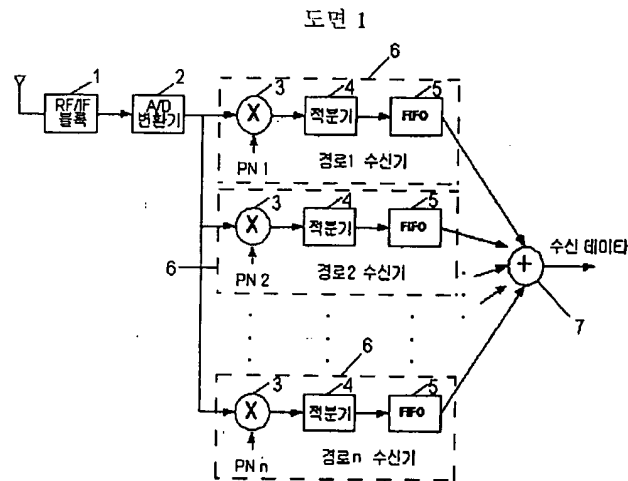 도면 1
1
2
6
RF/IF
블록
A/D
변환기
3
X
4
적분기
5
FIFO
PN 1
경로1 수신기
3
X
4
적분기
5
FIFO
PN 2
경로2 수신기
6
+
수신 데이타
7
6
3
X
4
적분기
5
FIFO
PN n
경로n 수신기